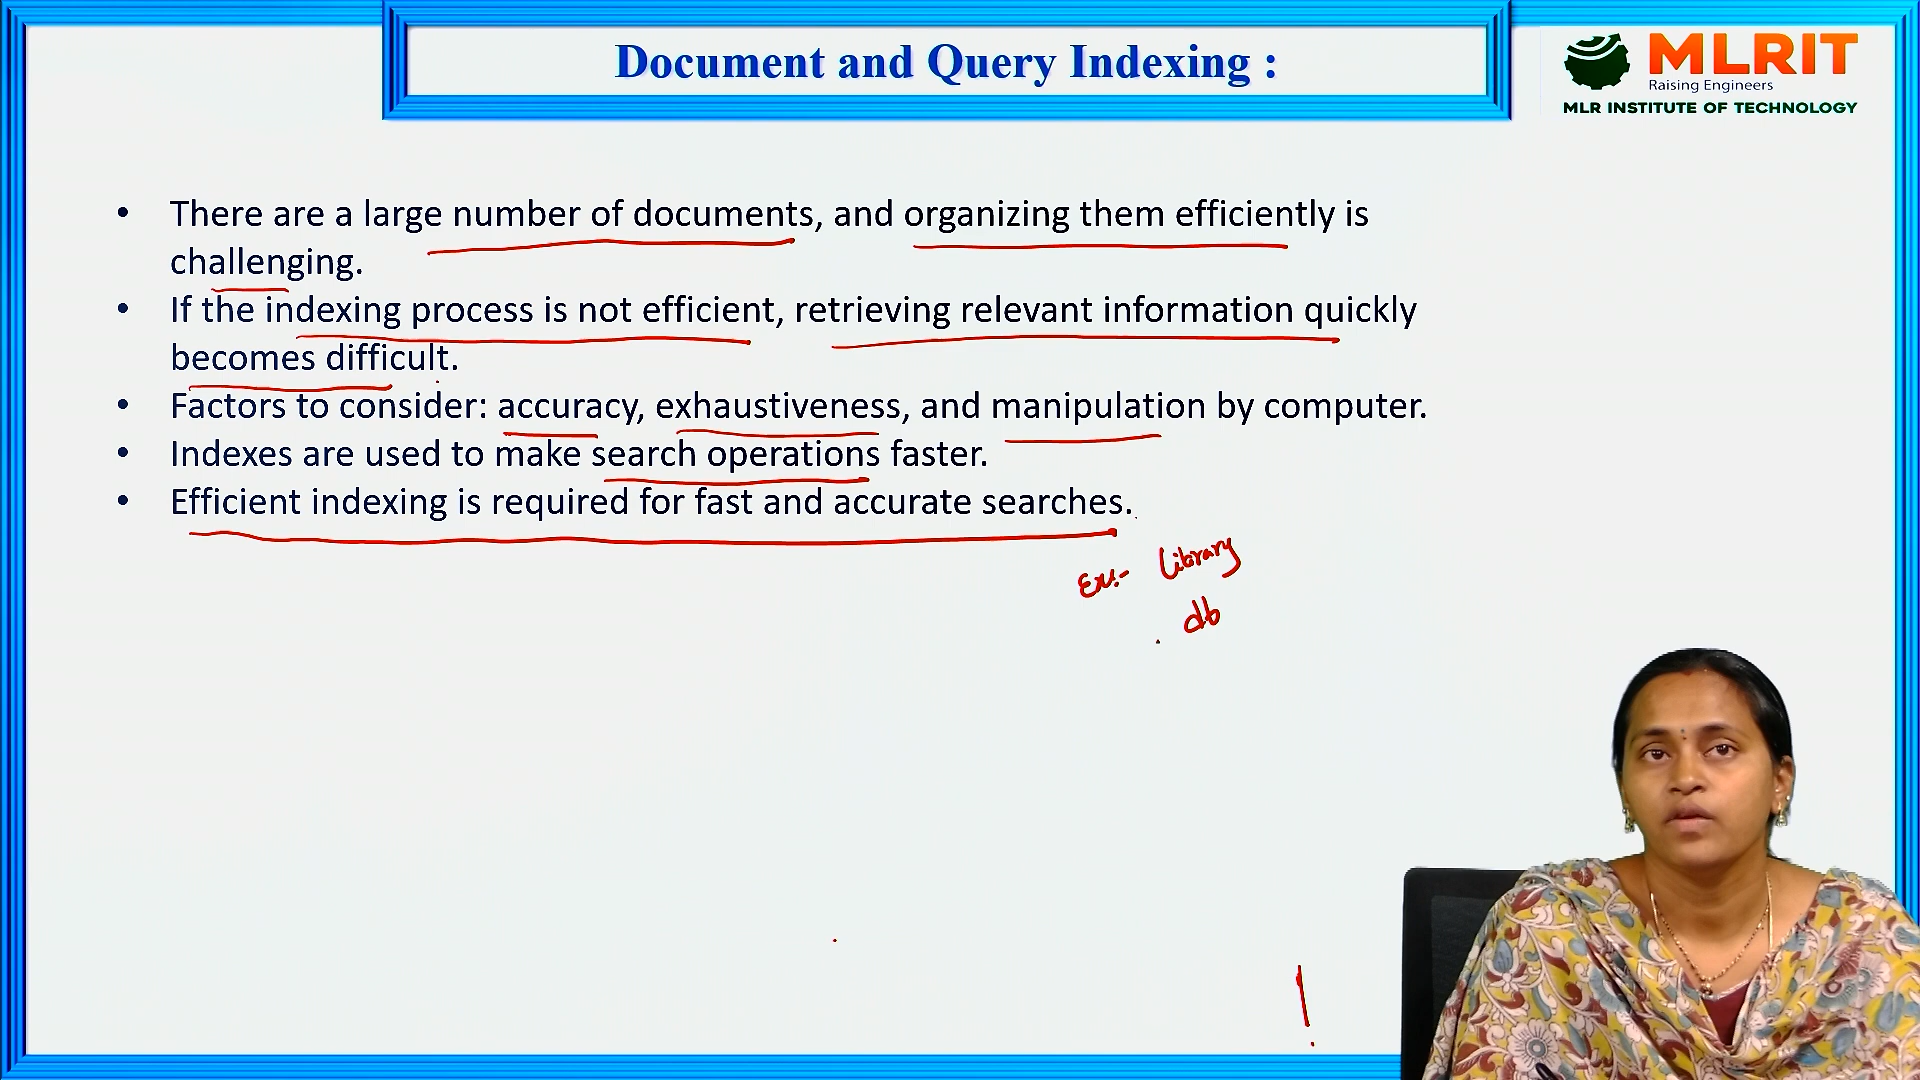 Document and Query Indexing :
MLRIT
Raising Engineers
MLR INSTITUTE OF TECHNOLOGY
• There are a large number of documents, and organizing them efficiently is
challenging.
• If the indexing process is not efficient, retrieving relevant information quickly
becomes difficult.
• Factors to consider: accuracy, exhaustiveness, and manipulation by computer.
• Indexes are used to make search operations faster.
• Efficient indexing is required for fast and accurate searches.
Ex:- Library
db